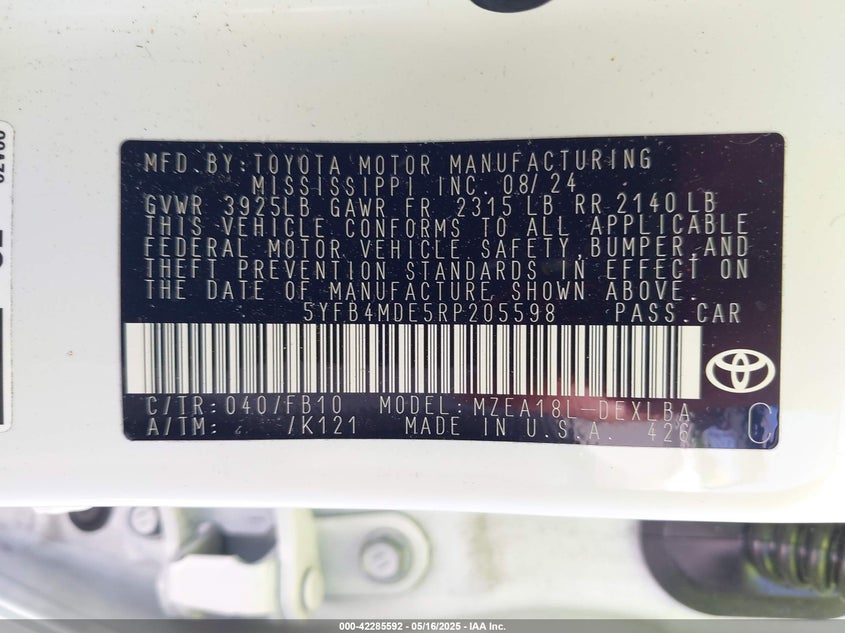 MFD.BY:TOYOTA MOTOR MANUFACTURING
MISSISSIPPI INC. 08/24
GVWR 3925LB GAWR FR 2315 LB RR 2140 LB
THIS VEHICLE CONFORMS TO ALL APPLICABLE
FEDERAL MOTOR VEHICLE SAFETY,BUMPER,AND
THEFT PREVENTION STANDARDS IN EFFECT ON
THE DATE OF MANUFACTURE SHOWN ABOVE.
5YFB4MDE5RP205598 PASS.CAR
C/TR: 040/FB10 MODEL: MZEA18L-DEXLBA
A/TM: /K121 MADE IN U.S.A. 426 C
000-42285592 - 05/16/2025 - IAA Inc.